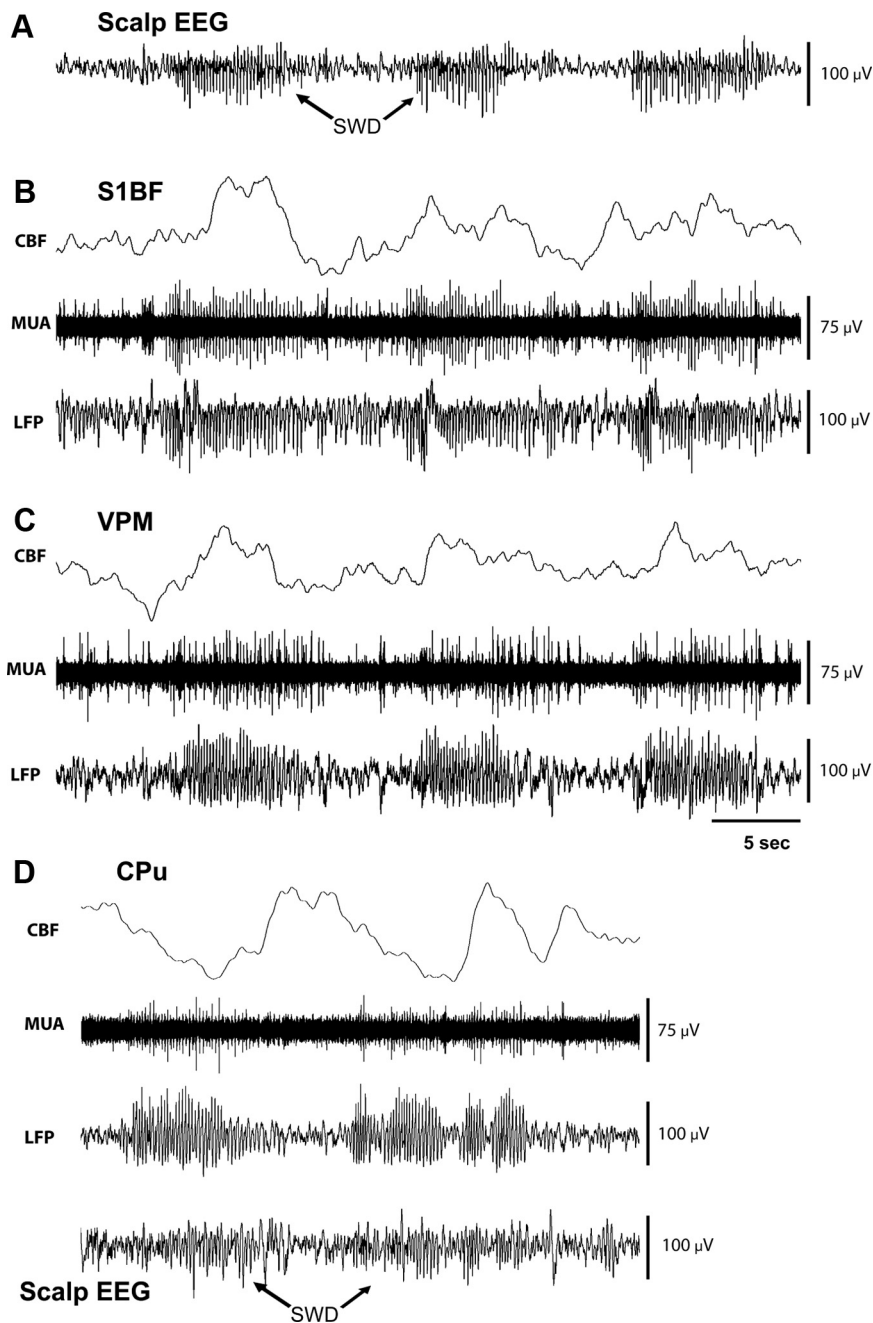 A
Scalp EEG
100 µV
SWD
B
S1BF
CBF
MUA
75 µV
LFP
100 µV
C
VPM
CBF
MUA
75 µV
LFP
100 µV
5 sec
D
CPu
CBF
MUA
75 µV
LFP
100 µV
100 µV
Scalp EEG
SWD